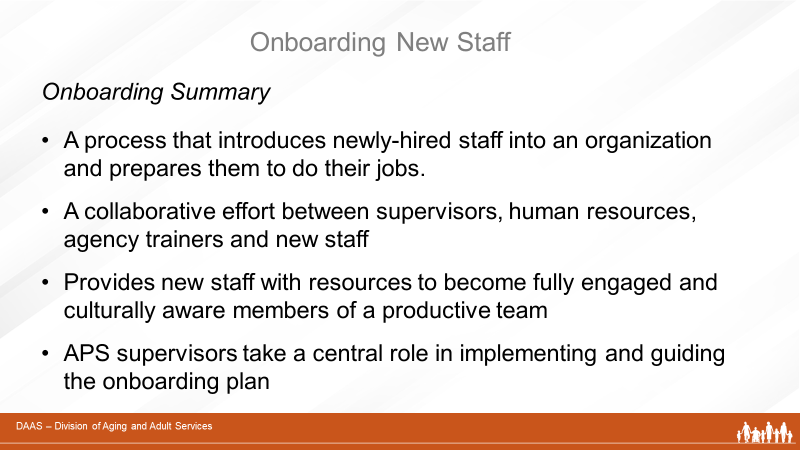 Onboarding New Staff
Onboarding Summary
• A process that introduces newly-hired staff into an organization
and prepares them to do their jobs.
• A collaborative effort between supervisors, human resources,
agency trainers and new staff
• Provides new staff with resources to become fully engaged and
culturally aware members of a productive team
• APS supervisors take a central role in implementing and guiding
the onboarding plan
DAAS – Division of Aging and Adult Services